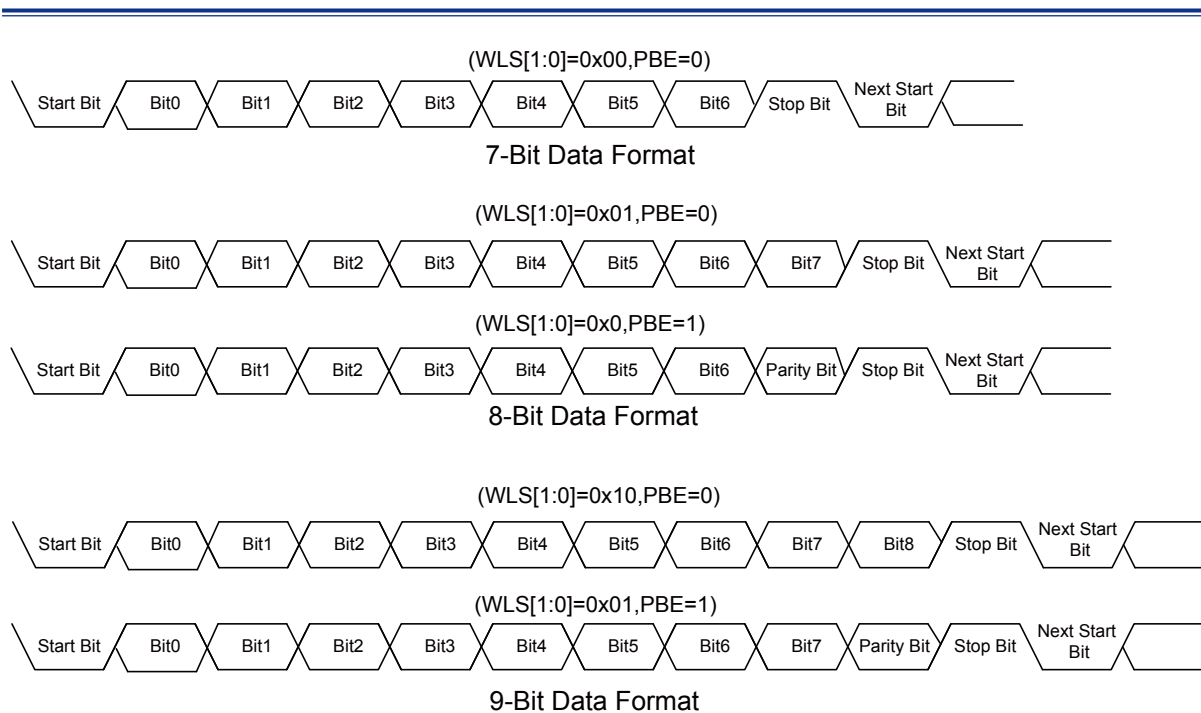 (WLS[1:0]=0x00,PBE=0)
Start Bit Bit0 Bit1 Bit2 Bit3 Bit4 Bit5 Bit6 Stop Bit Next Start Bit
7-Bit Data Format
(WLS[1:0]=0x01,PBE=0)
Start Bit Bit0 Bit1 Bit2 Bit3 Bit4 Bit5 Bit6 Bit7 Stop Bit Next Start Bit
(WLS[1:0]=0x0,PBE=1)
Start Bit Bit0 Bit1 Bit2 Bit3 Bit4 Bit5 Bit6 Parity Bit Stop Bit Next Start Bit
8-Bit Data Format
(WLS[1:0]=0x10,PBE=0)
Start Bit Bit0 Bit1 Bit2 Bit3 Bit4 Bit5 Bit6 Bit7 Bit8 Stop Bit Next Start Bit
(WLS[1:0]=0x01,PBE=1)
Start Bit Bit0 Bit1 Bit2 Bit3 Bit4 Bit5 Bit6 Bit7 Parity Bit Stop Bit Next Start Bit
9-Bit Data Format